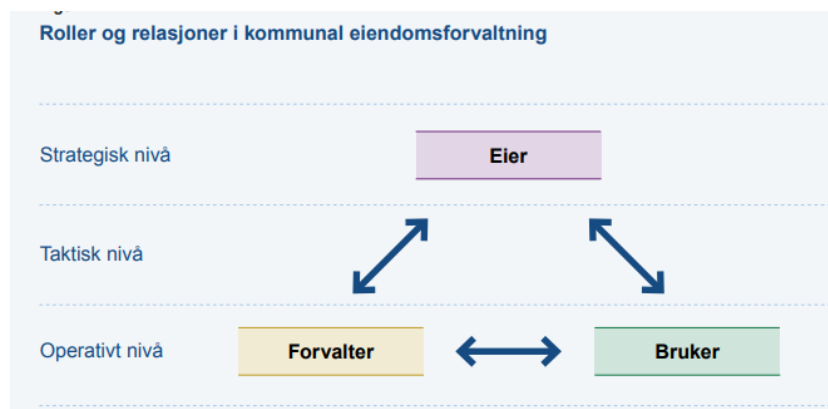 Roller og relasjoner i kommunal eiendomsforvaltning
Strategisk nivå
Eier
Taktisk nivå
Operativt nivå
Forvalter
Bruker